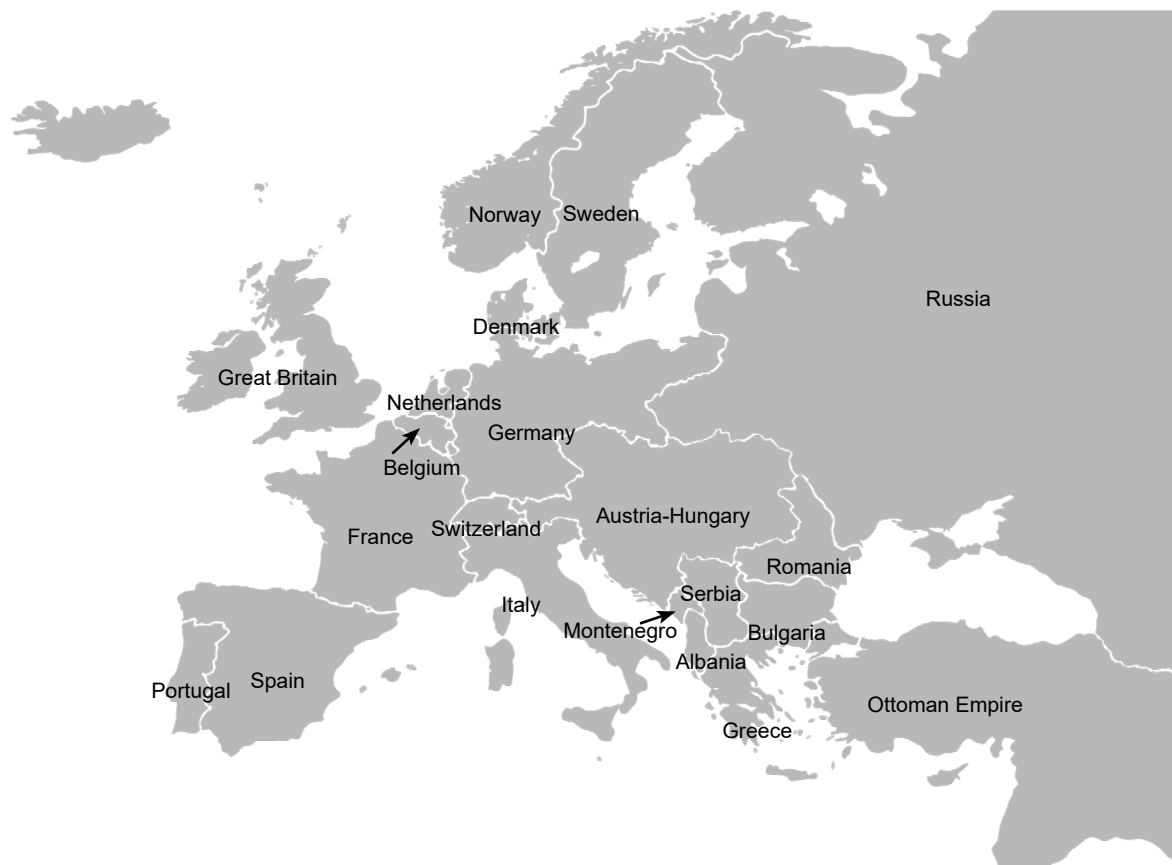 Norway
Sweden
Russia
Denmark
Great Britain
Netherlands
Germany
Belgium
Austria-Hungary
Switzerland
France
Romania
Serbia
Italy
Montenegro
Bulgaria
Albania
Spain
Portugal
Ottoman Empire
Greece